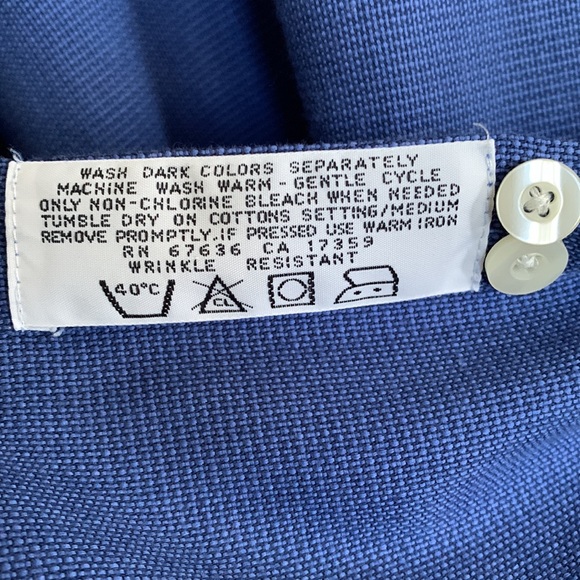 WASH DARK COLORS SEPARATELY
MACHINE WASH WARM - GENTLE CYCLE
ONLY NON-CHLORINE BLEACH WHEN NEEDED
TUMBLE DRY ON COTTONS SETTING/MEDIUM
REMOVE PROMPTLY.IF PRESSED USE WARM IRON
RN 67636 CA 17359
WRINKLE RESISTANT
40°C CL